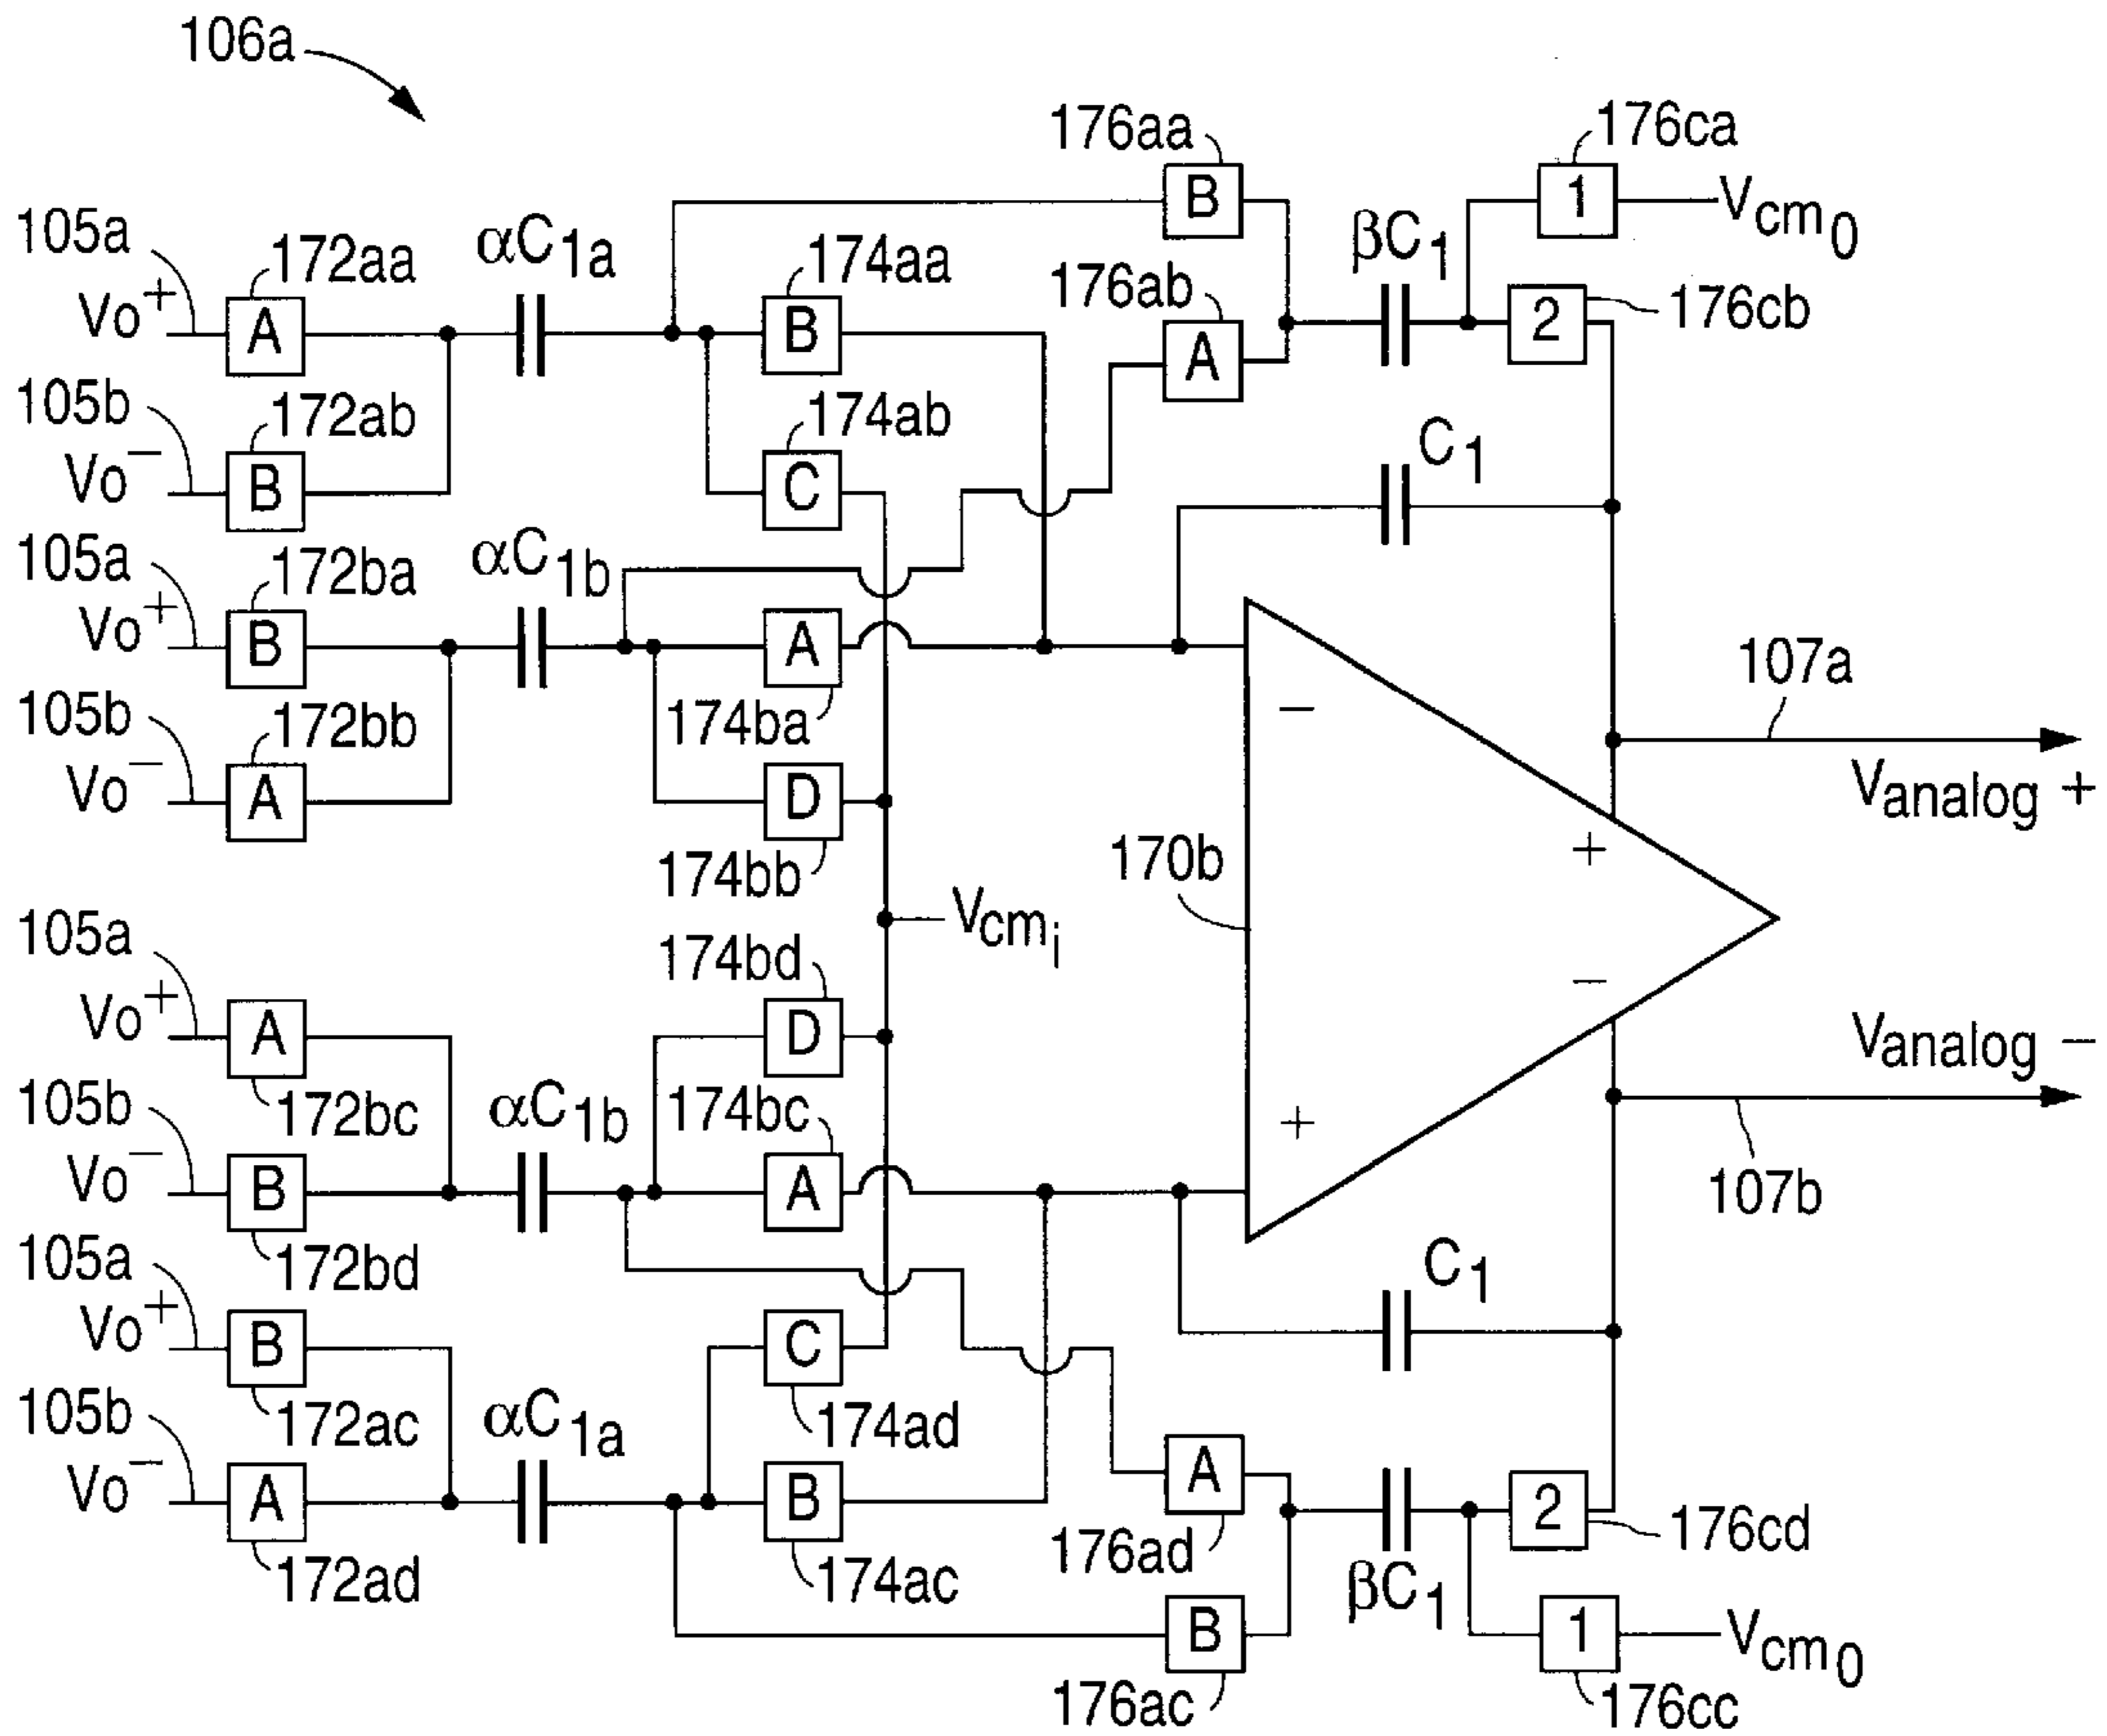 106a
176aa
176ca
B
1
Vcm0
105a
172aa
αC1a
174aa
βC1
Vo+
A
B
176ab
2
176cb
A
105b
172ab
174ab
Vo−
B
C
C1
105a
172ba
αC1b
Vo+
B
A
174ba
105b
172bb
Vo−
A
D
174bb
−
107a
Vanalog +
170b
+
Vcmi
105a
174bd
Vo+
A
D
−
Vanalog −
172bc
αC1b
174bc
105b
+
Vo−
B
A
107b
172bd
105a
C1
Vo+
B
C
172ac
αC1a
174ad
105b
Vo−
A
B
A
2
176cd
172ad
174ac
176ad
βC1
B
1
Vcm0
176ac
176cc